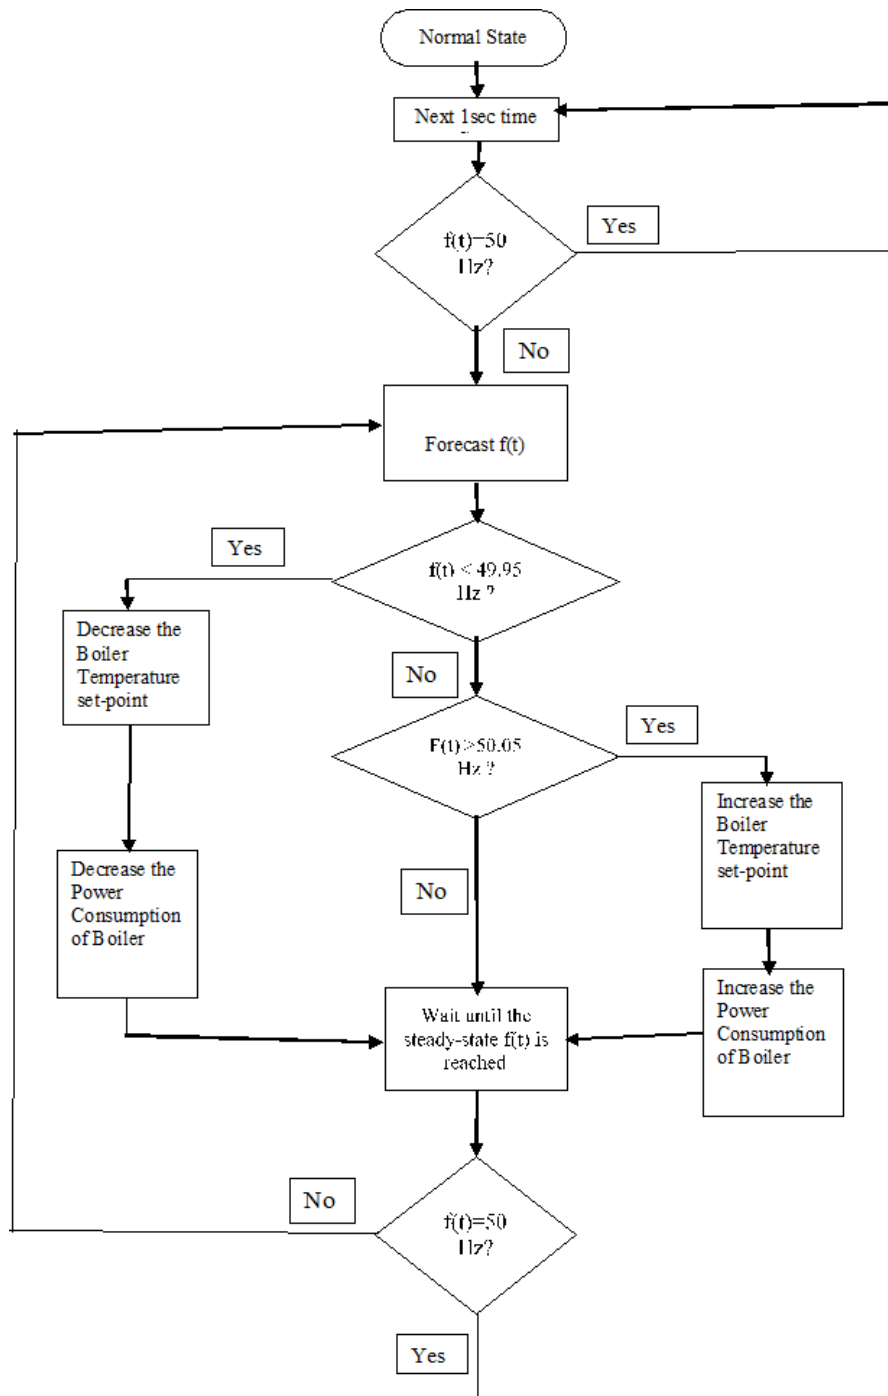 Normal State
Next 1sec time
f(t)=50
Hz?
Yes
No
Forecast f(t)
Yes
f(t) < 49.95
Hz ?
Decrease the
Boiler
Temperature
set-point
No
F(t) >50.05
Hz ?
Yes
Increase the
Boiler
Temperature
set-point
Decrease the
Power
Consumption
of Boiler
No
Increase the
Power
Consumption
of Boiler
Wait until the
steady-state f(t) is
reached
No
f(t)=50
Hz?
Yes